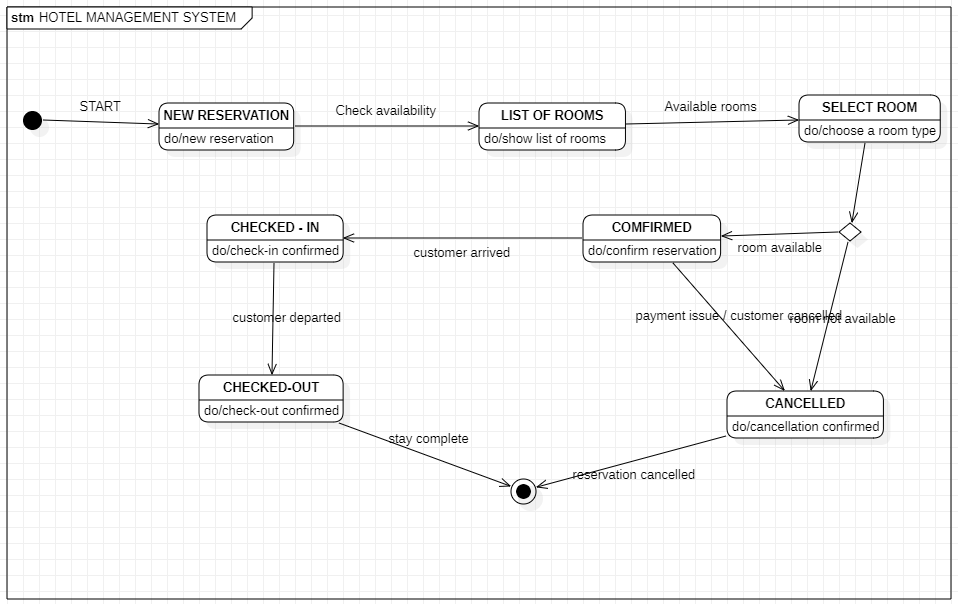 stm HOTEL MANAGEMENT SYSTEM
START
NEW RESERVATION
do/new reservation
Check availability
LIST OF ROOMS
do/show list of rooms
Available rooms
SELECT ROOM
do/choose a room type
CHECKED - IN
do/check-in confirmed
customer arrived
COMFIRMED
do/confirm reservation
room available
customer departed
payment issue / customer cancelled
room not available
CHECKED-OUT
do/check-out confirmed
CANCELLED
do/cancellation confirmed
stay complete
reservation cancelled